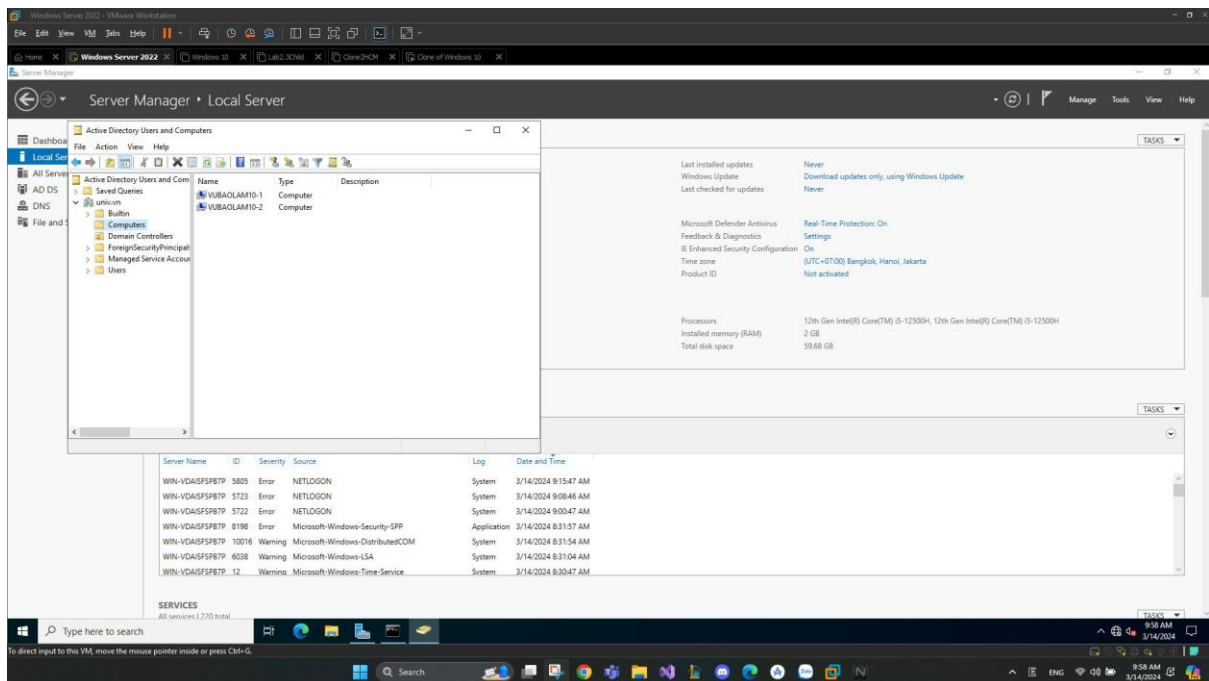 Windows Server 2022 - VMware Workstation
File Edit View VM Tabs Help
Home X Windows Server 2022 X Windows 10 X Lab2.3Child X Clone2HCM X Clone of Windows 10 X
Server Manager
Server Manager • Local Server
Manage Tools View Help
Active Directory Users and Computers
File Action View Help
Active Directory Users and Com
Saved Queries
univ.vn
Builtin
Computers
Domain Controllers
ForeignSecurityPrincipals
Managed Service Accoun
Users
Name Type Description
VUBAOLAM10-1 Computer
VUBAOLAM10-2 Computer
Dashboa
Local Ser
All Server
AD DS
DNS
File and S
TASKS
Last installed updates Never
Windows Update Download updates only, using Windows Update
Last checked for updates Never
Microsoft Defender Antivirus Real-Time Protection: On
Feedback & Diagnostics Settings
IE Enhanced Security Configuration On
Time zone (UTC+07:00) Bangkok, Hanoi, Jakarta
Product ID Not activated
Processors 12th Gen Intel(R) Core(TM) i5-12500H, 12th Gen Intel(R) Core(TM) i5-12500H
Installed memory (RAM) 2 GB
Total disk space 59.68 GB
TASKS
Server Name ID Severity Source Log Date and Time
WIN-VDAISFSPB7P 5805 Error NETLOGON System 3/14/2024 9:15:47 AM
WIN-VDAISFSPB7P 5723 Error NETLOGON System 3/14/2024 9:08:46 AM
WIN-VDAISFSPB7P 5722 Error NETLOGON System 3/14/2024 9:00:47 AM
WIN-VDAISFSPB7P 8198 Error Microsoft-Windows-Security-SPP Application 3/14/2024 8:31:57 AM
WIN-VDAISFSPB7P 10016 Warning Microsoft-Windows-DistributedCOM System 3/14/2024 8:31:54 AM
WIN-VDAISFSPB7P 6038 Warning Microsoft-Windows-LSA System 3/14/2024 8:31:04 AM
WIN-VDAISFSPB7P 12 Warning Microsoft-Windows-Time-Service System 3/14/2024 8:30:47 AM
SERVICES
All services | 220 total
TASKS
Type here to search
9:58 AM
3/14/2024
To direct input to this VM, move the mouse pointer inside or press Ctrl+G.
Search
ENG
9:58 AM
3/14/2024